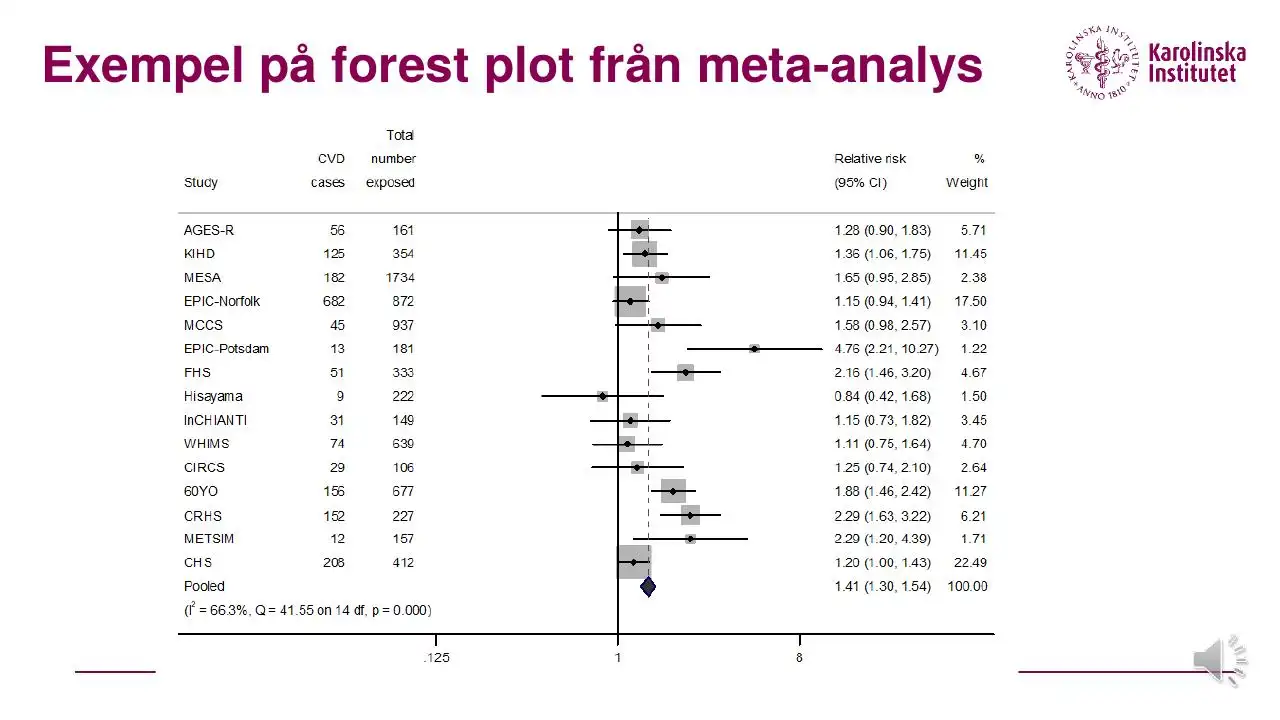 Exempel på forest plot från meta-analys
Karolinska
Institutet
KAROLINSKA INSTITUTET
ANNO 1810
Total
CVD number Relative risk %
Study cases exposed (95% CI) Weight
AGES-R 56 161 1.28 (0.90, 1.83) 5.71
KIHD 125 354 1.36 (1.06, 1.75) 11.45
MESA 182 1734 1.65 (0.95, 2.85) 2.38
EPIC-Norfolk 682 872 1.15 (0.94, 1.41) 17.50
MCCS 45 937 1.58 (0.98, 2.57) 3.10
EPIC-Potsdam 13 181 4.76 (2.21, 10.27) 1.22
FHS 51 333 2.16 (1.46, 3.20) 4.67
Hisayama 9 222 0.84 (0.42, 1.68) 1.50
InCHIANTI 31 149 1.15 (0.73, 1.82) 3.45
WHIMS 74 639 1.11 (0.75, 1.64) 4.70
CIRCS 29 106 1.25 (0.74, 2.10) 2.64
60YO 156 677 1.88 (1.46, 2.42) 11.27
CRHS 152 227 2.29 (1.63, 3.22) 6.21
METSIM 12 157 2.29 (1.20, 4.39) 1.71
CHS 208 412 1.20 (1.00, 1.43) 22.49
Pooled 1.41 (1.30, 1.54) 100.00
(I² = 66.3%, Q = 41.55 on 14 df, p = 0.000)
.125 1 8